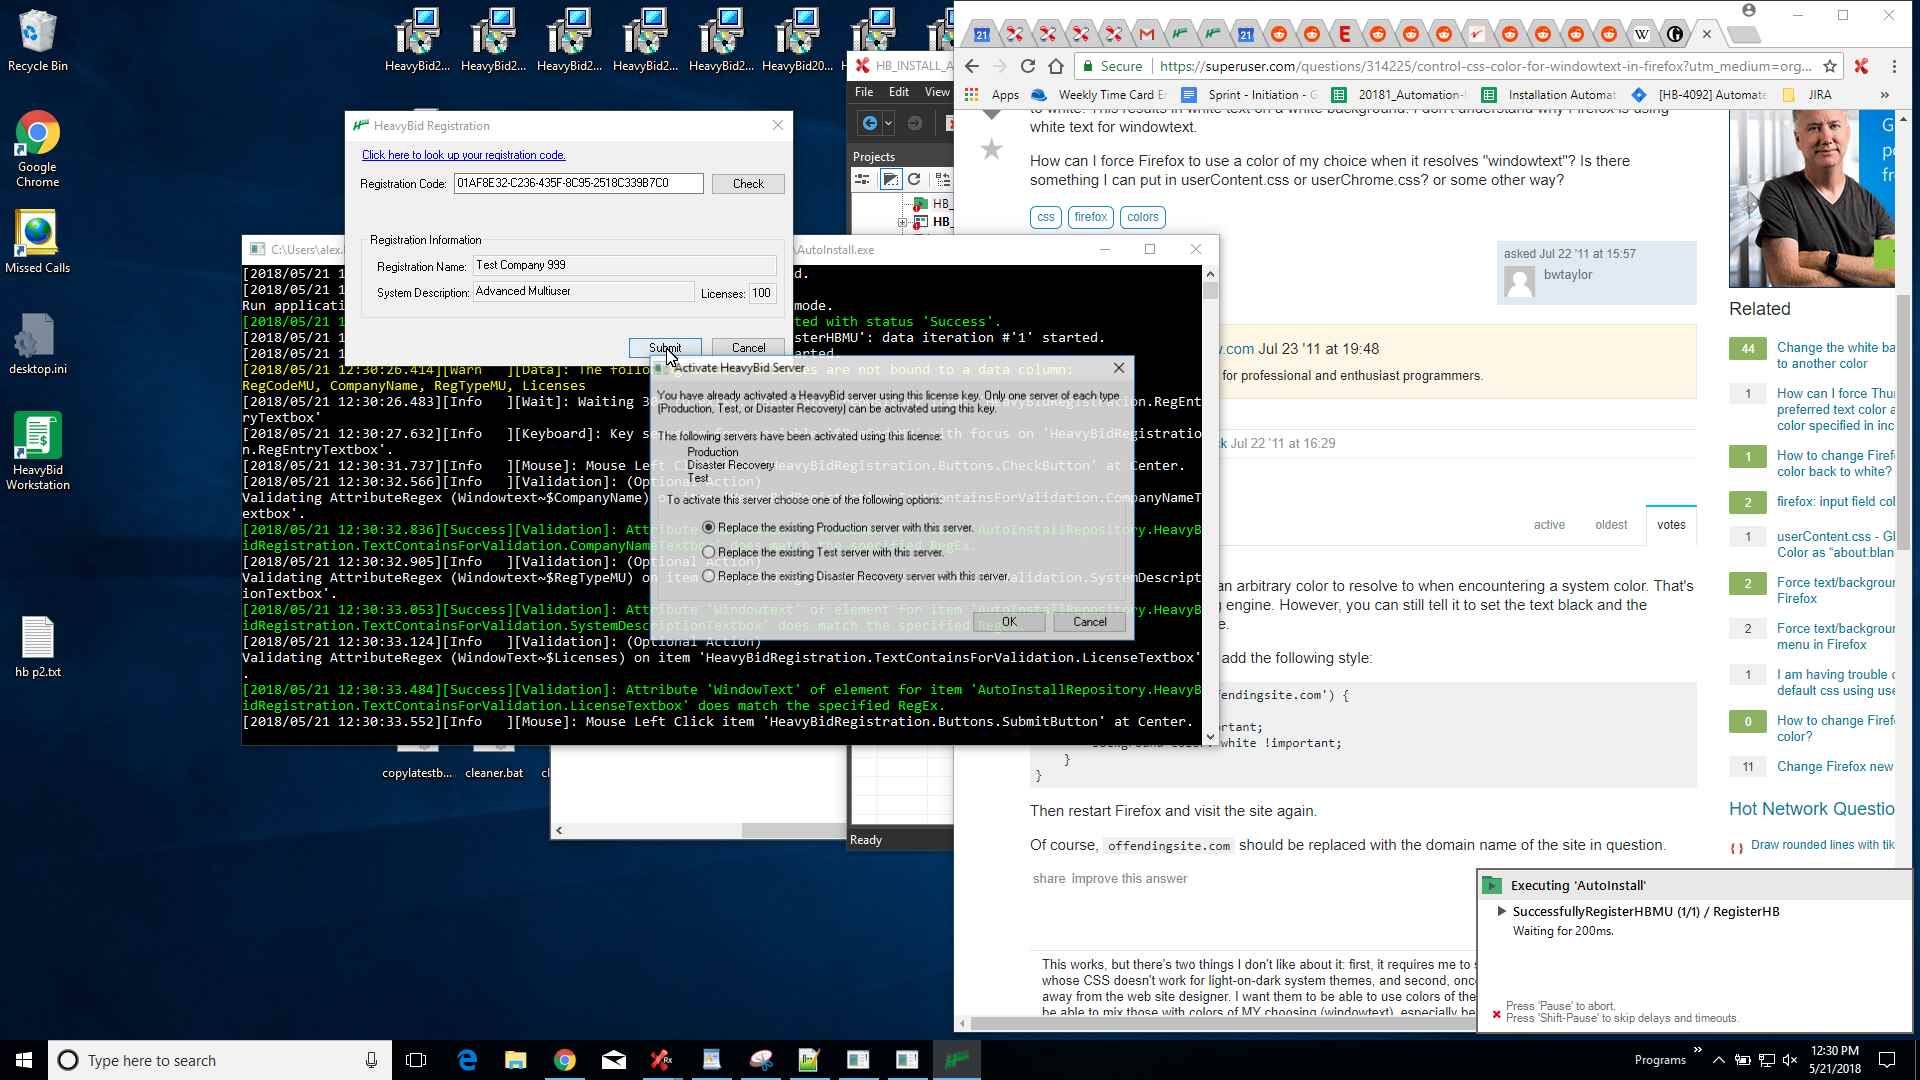 Recycle Bin
Google
Chrome
Missed Calls
desktop.ini
HeavyBid
Workstation
hb p2.txt
HeavyBid2...
HeavyBid2...
HeavyBid2...
HeavyBid2...
HeavyBid2...
HeavyBid20...
HeavyBid Registration
Click here to look up your registration code.
Registration Code:
01AF8E32-C236-435F-8C95-2518C339B7C0
Check
Registration Information
Registration Name:
Test Company 999
System Description:
Advanced Multiuser
Licenses:
100
Submit
Cancel
HB_INSTALL_A
File
Edit
View
Projects
HB_
HB_
Ready
C:\Users\alex.
\AutoInstall.exe
[2018/05/21 1
d.
[2018/05/21 1
Run applicati
mode.
[2018/05/21 1
ted with status 'Success'.
[2018/05/21 1
sterHBMU': data iteration #'1' started.
[2018/05/21 1
arted.
[2018/05/21 12:30:26.414][Warn   ][Data]: The follo
es are not bound to a data column:
RegCodeMU, CompanyName, RegTypeMU, Licenses
[2018/05/21 12:30:26.483][Info   ][Wait]: Waiting 30
ryTextbox'
[2018/05/21 12:30:27.632][Info   ][Keyboard]: Key se
with focus on 'HeavyBidRegistratio
n.RegEntryTextbox'.
[2018/05/21 12:30:31.737][Info   ][Mouse]: Mouse Left Click
HeavyBidRegistration.Buttons.CheckButton' at Center.
[2018/05/21 12:30:32.566][Info   ][Validation]: (Optional Action)
Validating AttributeRegex (Windowtext~$CompanyName) o
CompanyNameT
extbox'.
[2018/05/21 12:30:32.836][Success][Validation]: Attri
AutoInstallRepository.HeavyB
idRegistration.TextContainsForValidation.CompanyNameTextbox' does match the specified RegEx.
[2018/05/21 12:30:32.905][Info   ][Validation]: (Optional Action)
Validating AttributeRegex (Windowtext~$RegTypeMU) on item
Validation.SystemDescript
ionTextbox'.
[2018/05/21 12:30:33.053][Success][Validation]: Attribute 'Windowtext' of element for item 'AutoInstallRepository.HeavyB
idRegistration.TextContainsForValidation.SystemDescriptionTextbox' does match the specified Reg
[2018/05/21 12:30:33.124][Info   ][Validation]: (Optional Action)
Validating AttributeRegex (WindowText~$Licenses) on item 'HeavyBidRegistration.TextContainsForValidation.LicenseTextbox'
.
[2018/05/21 12:30:33.484][Success][Validation]: Attribute 'WindowText' of element for item 'AutoInstallRepository.HeavyB
idRegistration.TextContainsForValidation.LicenseTextbox' does match the specified RegEx.
[2018/05/21 12:30:33.552][Info   ][Mouse]: Mouse Left Click item 'HeavyBidRegistration.Buttons.SubmitButton' at Center.
Activate HeavyBid Server
You have already activated a HeavyBid server using this license key. Only one server of each type
(Production, Test, or Disaster Recovery) can be activated using this key.
The following servers have been activated using this license:
Production
Disaster Recovery
Test
To activate this server choose one of the following options:
Replace the existing Production server with this server.
Replace the existing Test server with this server.
Replace the existing Disaster Recovery server with this server.
OK
Cancel
copylatestb...
cleaner.bat
cl
Secure
https://superuser.com/questions/314225/control-css-color-for-windowtext-in-firefox?utm_medium=org...
Apps
Weekly Time Card E
Sprint - Initiation - G
20181_Automation-
Installation Automat
[HB-4092] Automate
JIRA
»
to white. This results in white text on a white background. I don't understand why Firefox is using
white text for windowtext.
How can I force Firefox to use a color of my choice when it resolves "windowtext"? Is there
something I can put in userContent.css or userChrome.css? or some other way?
css
firefox
colors
asked Jul 22 '11 at 15:57
bwtaylor
w.com Jul 23 '11 at 19:48
for professional and enthusiast programmers.
k Jul 22 '11 at 16:29
active
oldest
votes
an arbitrary color to resolve to when encountering a system color. That's
engine. However, you can still tell it to set the text black and the
e.
add the following style:
fendingsite.com') {
rtant;
white !important;
}
}
Then restart Firefox and visit the site again.
Of course, offendingsite.com should be replaced with the domain name of the site in question.
share improve this answer
This works, but there's two things I don't like about it: first, it requires me to s
whose CSS doesn't work for light-on-dark system themes, and second, onc
away from the web site designer. I want them to be able to use colors of the
be able to mix those with colors of MY choosing (windowtext), especially be
Related
44
Change the white ba
to another color
1
How can I force Thu
preferred text color a
color specified in inc
1
How to change Firef
color back to white?
2
firefox: input field col
1
userContent.css - Gl
Color as "about:blan
2
Force text/backgrour
Firefox
2
Force text/backgrour
menu in Firefox
1
I am having trouble c
default css using use
0
How to change Firef
color?
11
Change Firefox new
Hot Network Questio
Draw rounded lines with tik
Executing 'AutoInstall'
SuccessfullyRegisterHBMU (1/1) / RegisterHB
Waiting for 200ms.
Press 'Pause' to abort.
Press 'Shift-Pause' to skip delays and timeouts.
Type here to search
Programs
»
12:30 PM
5/21/2018